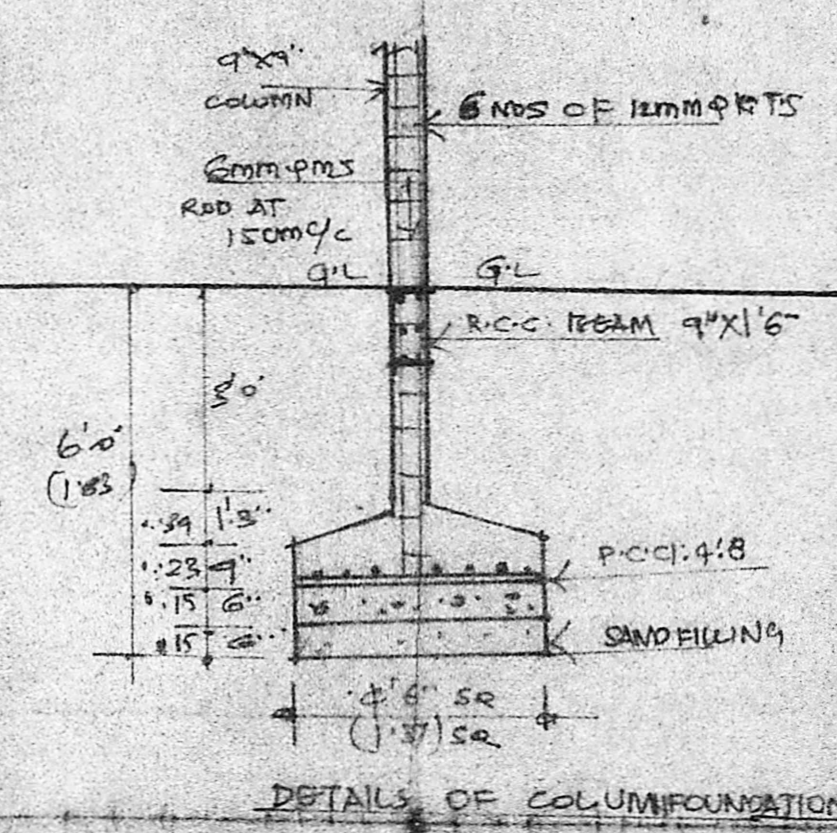 9"X9"
COLUMN
6 NOS OF 12MM Φ R.T.S
6MM Φ MS
ROD AT
150M C/C
G.L
G.L
R.C.C. BEAM 9"X1'6"
3'0"
6'0"
(1.83)
.39 1'3"
.23 9"
.15 6"
.15 6"
P.C.C 1:4:8
SAND FILLING
4'6" SQ
(1.37) SQ
DETAILS OF COLUMN FOUNDATION